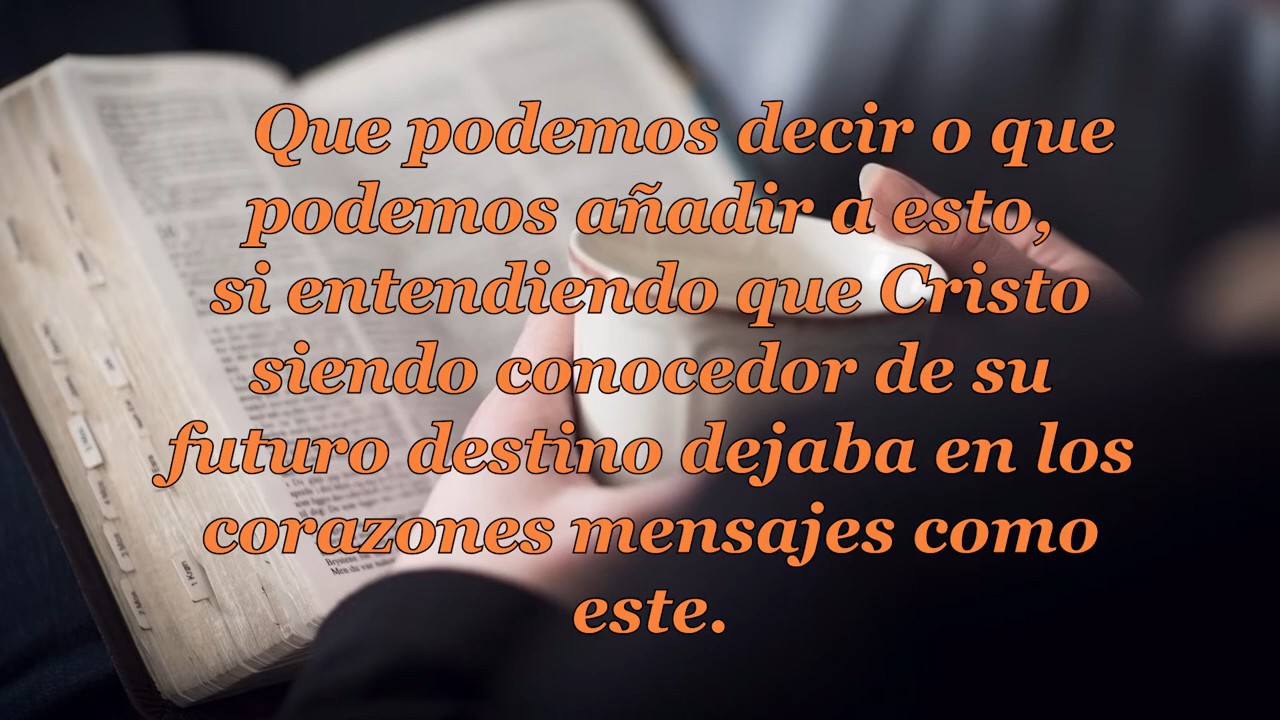 Que podemos decir o que
podemos añadir a esto,
si entendiendo que Cristo
siendo conocedor de su
futuro destino dejaba en los
corazones mensajes como
este.